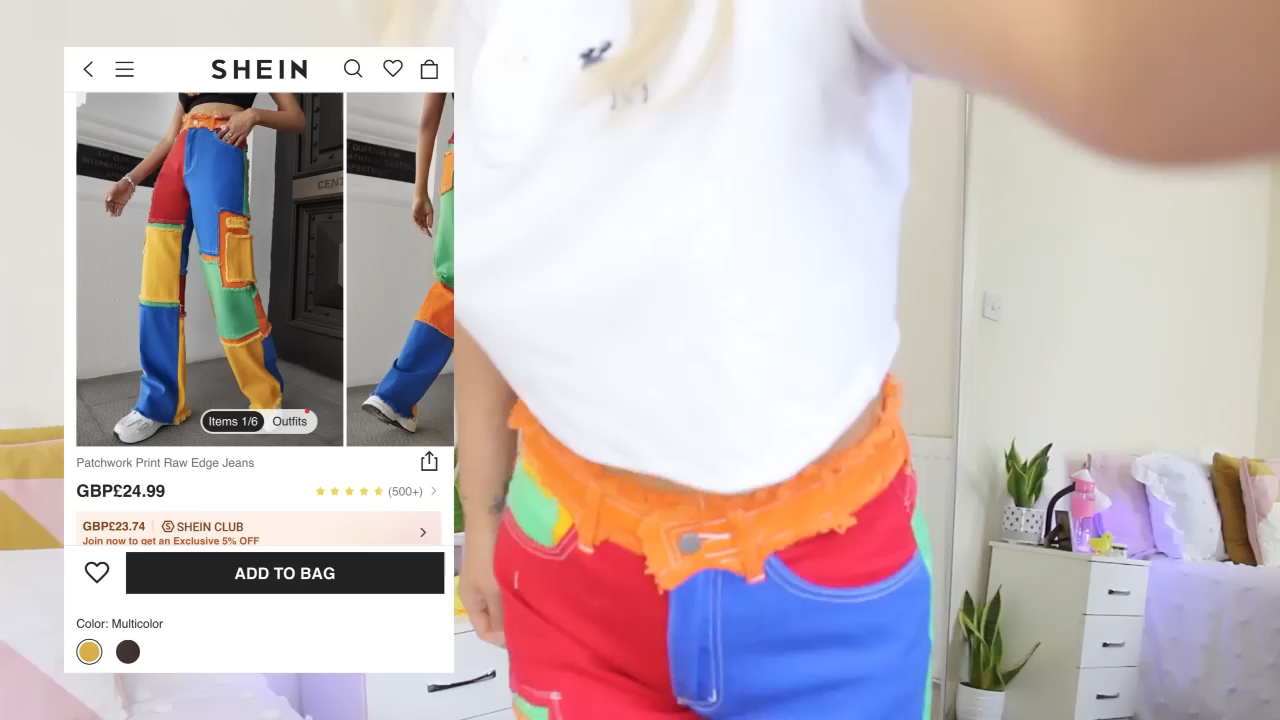 SHEIN
CENT
Items 1/6
Outfits
Patchwork Print Raw Edge Jeans
GBP£24.99
(500+)
GBP£23.74
SHEIN CLUB
Join now to get an Exclusive 5% OFF
ADD TO BAG
Color: Multicolor